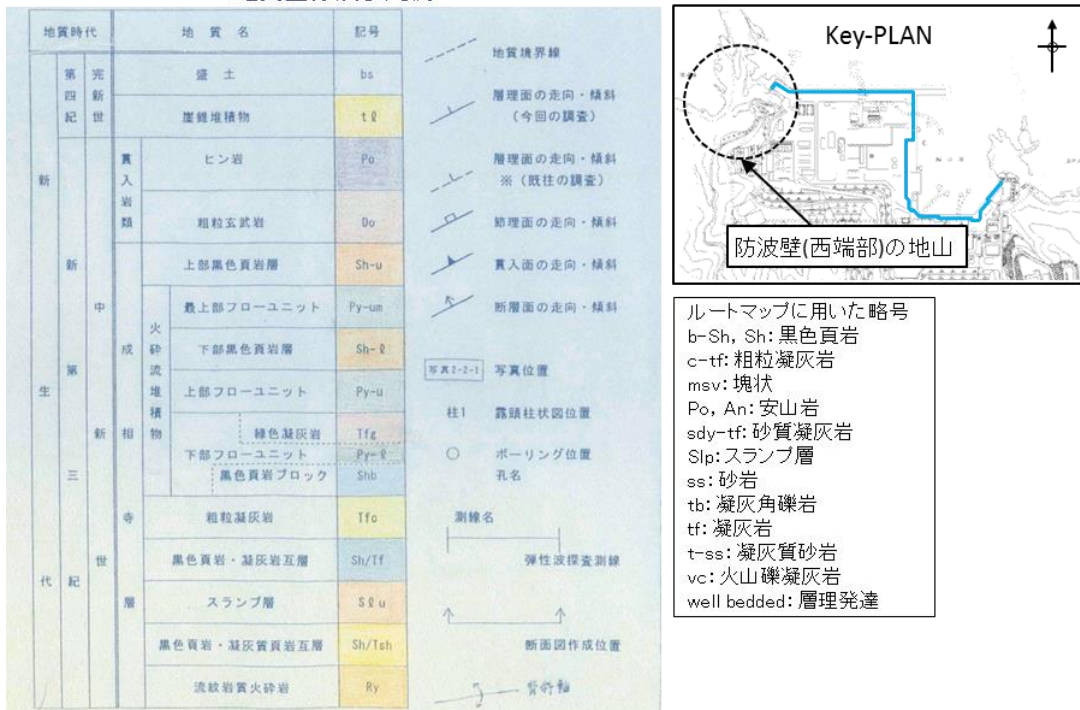 地質時代
地 質 名
記号
新生代
第四紀
完新世
盛 土
bs
崖錐堆積物
tℓ
新第三紀
中新世
貫入岩類
ヒン岩
Po
粗粒玄武岩
Do
成相寺層
上部黒色頁岩層
Sh-u
火砕流堆積物
最上部フローユニット
Py-um
下部黒色頁岩層
Sh-ℓ
上部フローユニット
Py-u
緑色凝灰岩
Tfg
下部フローユニット
Py-ℓ
黒色頁岩ブロック
Shb
粗粒凝灰岩
Tfc
黒色頁岩・凝灰岩互層
Sh/Tf
スランプ層
Sℓu
黒色頁岩・凝灰質頁岩互層
Sh/Tsh
流紋岩質火砕岩
Ry
地質境界線
層理面の走向・傾斜
(今回の調査)
層理面の走向・傾斜
※(既往の調査)
節理面の走向・傾斜
貫入面の走向・傾斜
断層面の走向・傾斜
写真2-2-1 写真位置
柱1 露頭柱状図位置
ボーリング位置
孔名
測線名
弾性波探査測線
断面図作成位置
背斜軸
Key-PLAN
防波壁(西端部)の地山
ルートマップに用いた略号
b-Sh, Sh:黒色頁岩
c-tf:粗粒凝灰岩
msv:塊状
Po, An:安山岩
sdy-tf:砂質凝灰岩
Slp:スランプ層
ss:砂岩
tb:凝灰角礫岩
tf:凝灰岩
t-ss:凝灰質砂岩
vc:火山礫凝灰岩
well bedded:層理発達